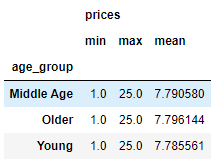 prices
min max mean
age_group
Middle Age 1.0 25.0 7.790580
Older 1.0 25.0 7.796144
Young 1.0 25.0 7.785561